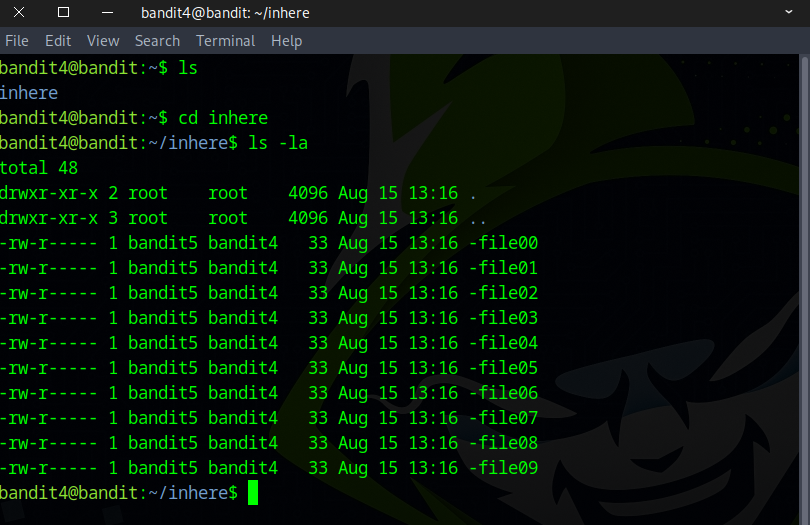 bandit4@bandit: ~/inhere
File Edit View Search Terminal Help
bandit4@bandit:~$ ls
inhere
bandit4@bandit:~$ cd inhere
bandit4@bandit:~/inhere$ ls -la
total 48
drwxr-xr-x 2 root    root    4096 Aug 15 13:16 .
drwxr-xr-x 3 root    root    4096 Aug 15 13:16 ..
-rw-r----- 1 bandit5 bandit4   33 Aug 15 13:16 -file00
-rw-r----- 1 bandit5 bandit4   33 Aug 15 13:16 -file01
-rw-r----- 1 bandit5 bandit4   33 Aug 15 13:16 -file02
-rw-r----- 1 bandit5 bandit4   33 Aug 15 13:16 -file03
-rw-r----- 1 bandit5 bandit4   33 Aug 15 13:16 -file04
-rw-r----- 1 bandit5 bandit4   33 Aug 15 13:16 -file05
-rw-r----- 1 bandit5 bandit4   33 Aug 15 13:16 -file06
-rw-r----- 1 bandit5 bandit4   33 Aug 15 13:16 -file07
-rw-r----- 1 bandit5 bandit4   33 Aug 15 13:16 -file08
-rw-r----- 1 bandit5 bandit4   33 Aug 15 13:16 -file09
bandit4@bandit:~/inhere$